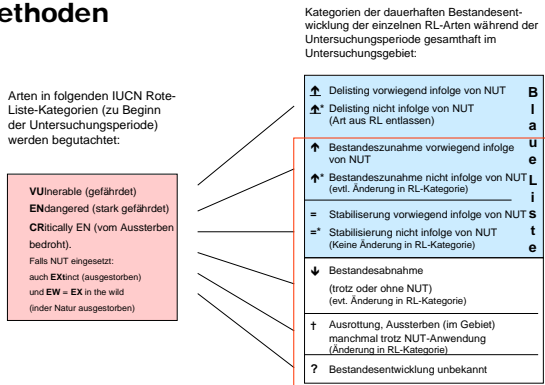 ethoden
Kategorien der dauerhaften Bestandesent-
wicklung der einzelnen RL-Arten während der
Untersuchungsperiode gesamthaft im
Untersuchungsgebiet:
Arten in folgenden IUCN Rote-
Liste-Kategorien (zu Beginn
der Untersuchungsperiode)
werden begutachtet:
VUlnerable (gefährdet)
ENdangered (stark gefährdet)
CRitically EN (vom Aussterben
bedroht).
Falls NUT eingesetzt:
auch EXtinct (ausgestorben)
und EW = EX in the wild
(inder Natur ausgestorben)
Delisting vorwiegend infolge von NUT
* Delisting nicht infolge von NUT
(Art aus RL entlassen)
Bestandeszunahme vorwiegend infolge
von NUT
* Bestandeszunahme nicht infolge von NUT
(evtl. Änderung in RL-Kategorie)
= Stabiliserung vorwiegend infolge von NUT
=* Stabilisierung nicht infolge von NUT
(Keine Änderung in RL-Kategorie)
Bestandesabnahme
(trotz oder ohne NUT)
(evt. Änderung in RL-Kategorie)
† Ausrottung, Aussterben (im Gebiet)
manchmal trotz NUT-Anwendung
(Änderung in RL-Kategorie)
? Bestandesentwicklung unbekannt
Blaue Liste